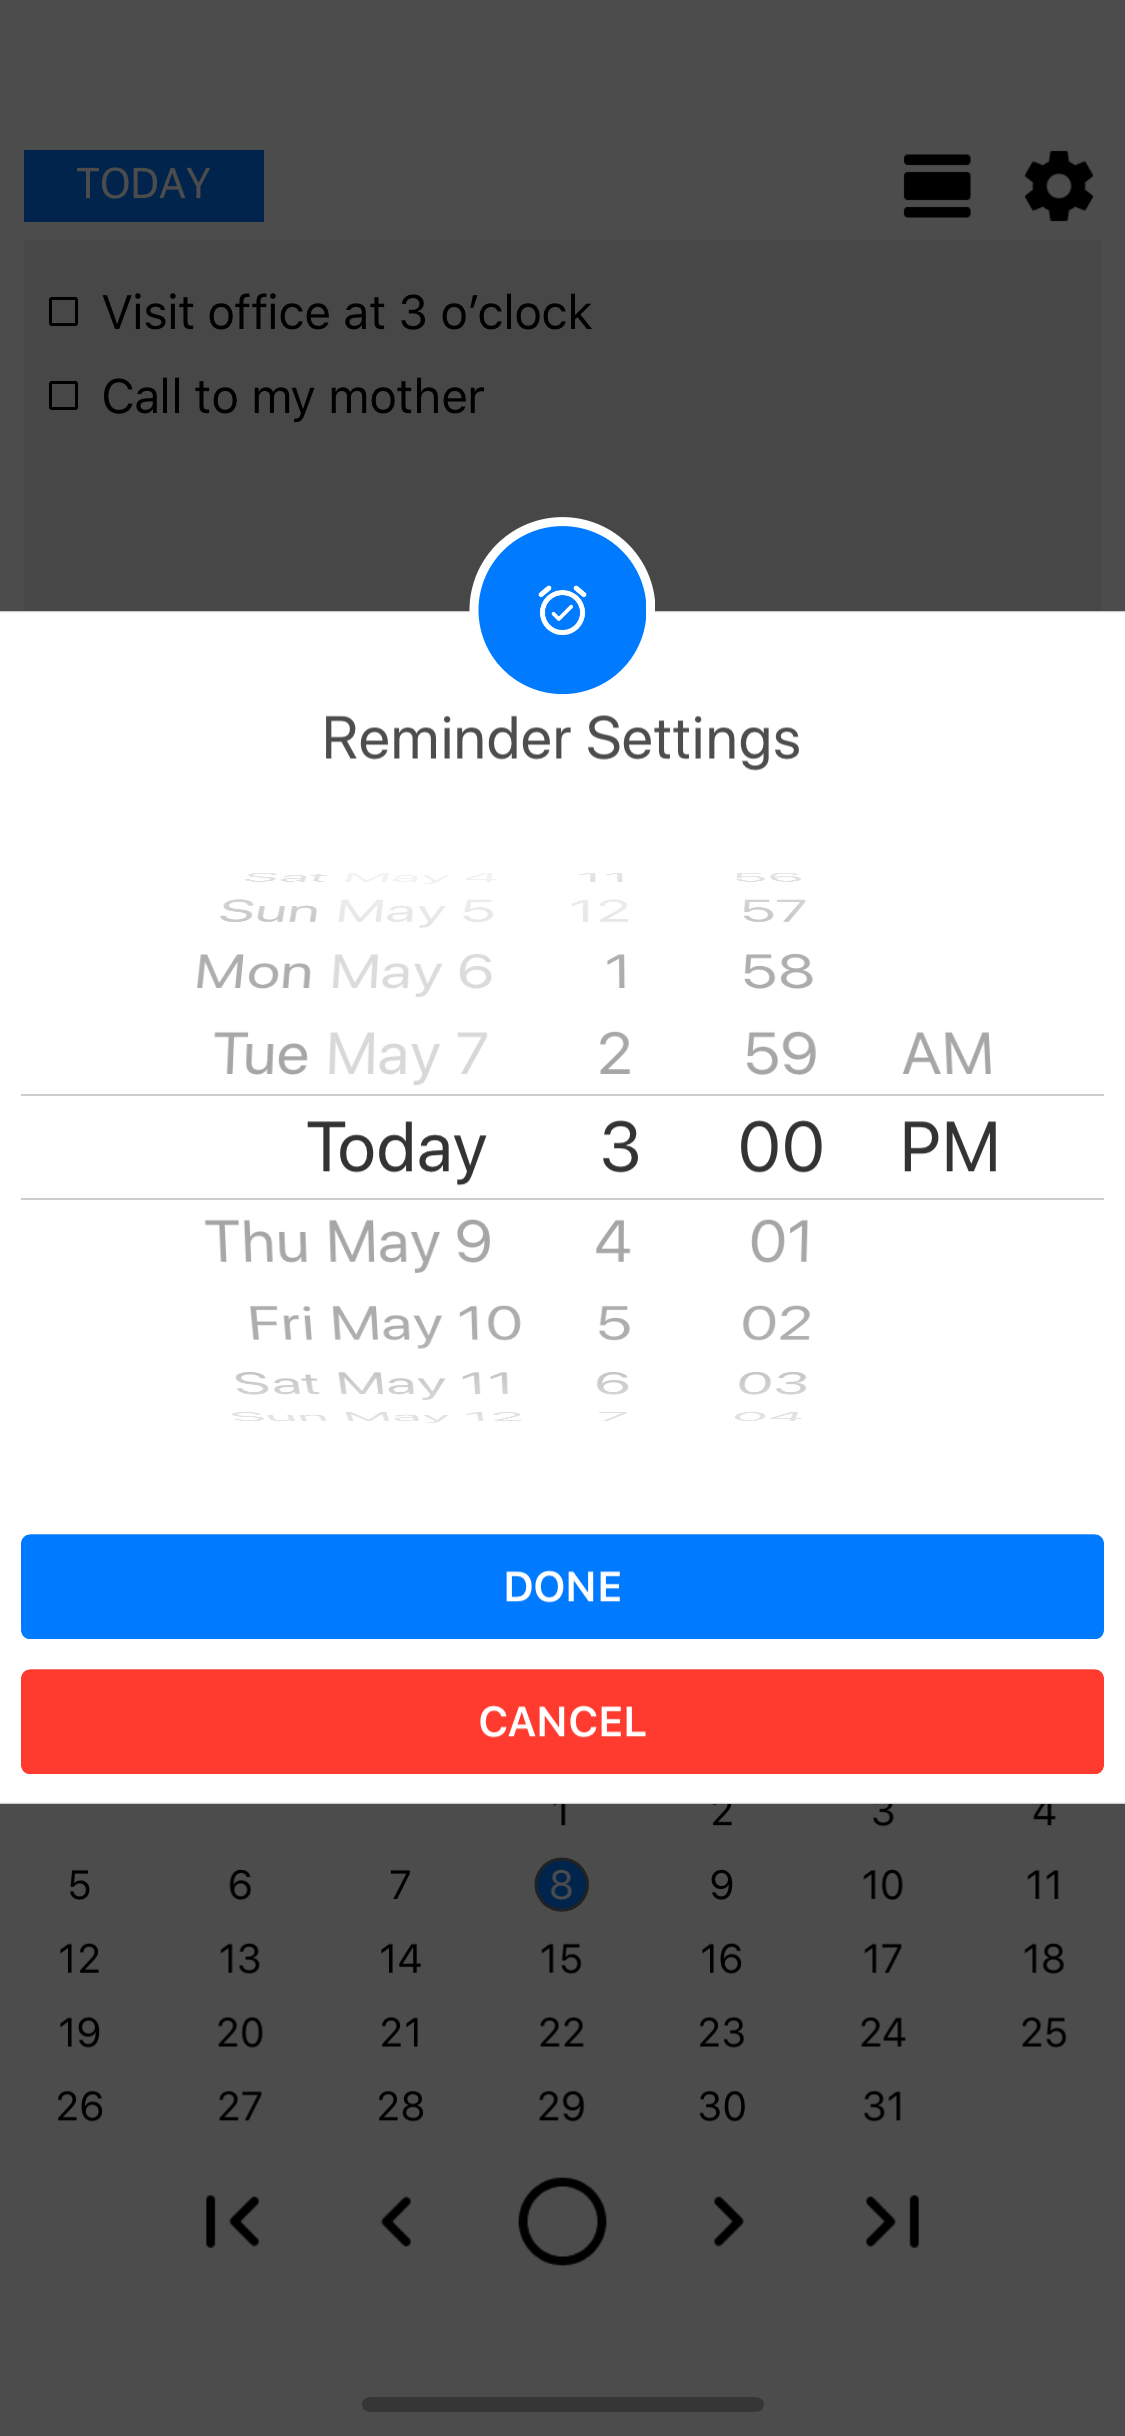 TODAY
Visit office at 3 o’clock
Call to my mother
Reminder Settings
Sat May 4 11 56
Sun May 5 12 57
Mon May 6 1 58
Tue May 7 2 59 AM
Today 3 00 PM
Thu May 9 4 01
Fri May 10 5 02
Sat May 11 6 03
Sun May 12 7 04
DONE
CANCEL
1 2 3 4
5 6 7 8 9 10 11
12 13 14 15 16 17 18
19 20 21 22 23 24 25
26 27 28 29 30 31